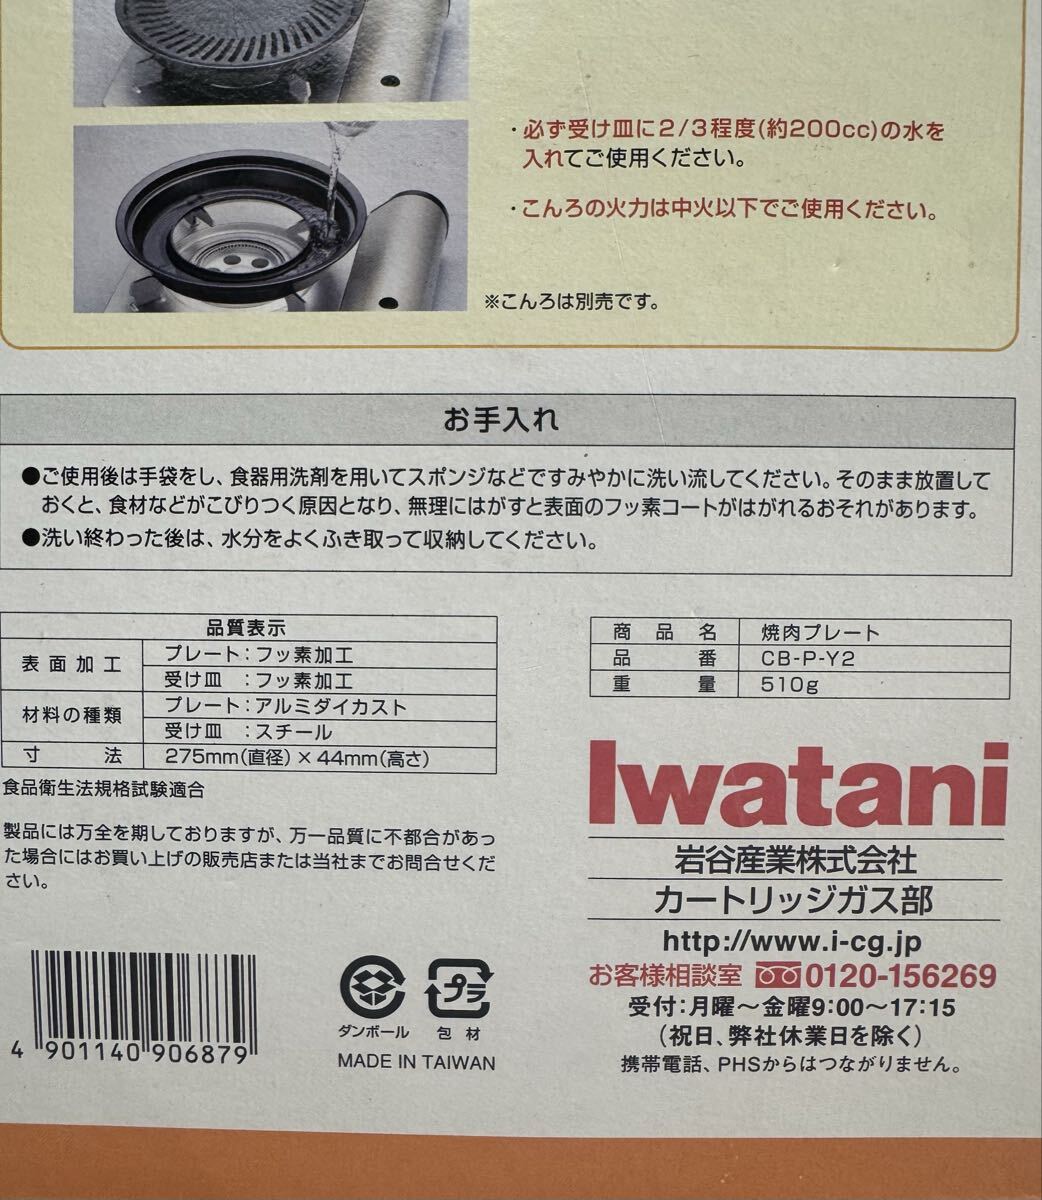 ・必ず受け皿に2/3程度(約200cc)の水を
入れてご使用ください。
・こんろの火力は中火以下でご使用ください。
※こんろは別売です。
お手入れ
●ご使用後は手袋をし、食器用洗剤を用いてスポンジなどですみやかに洗い流してください。そのまま放置して
おくと、食材などがこびりつく原因となり、無理にはがすと表面のフッ素コートがはがれるおそれがあります。
●洗い終わった後は、水分をよくふき取って収納してください。
品質表示
表面加工 プレート：フッ素加工
受け皿 ：フッ素加工
材料の種類 プレート：アルミダイカスト
受け皿 ：スチール
寸法 275mm(直径)×44mm(高さ)
食品衛生法規格試験適合
製品には万全を期しておりますが、万一品質に不都合があっ
た場合にはお買い上げの販売店または当社までお問合せくだ
さい。
4 901140 906879
ダンボール
プラ
包材
MADE IN TAIWAN
商品名 焼肉プレート
品番 CB-P-Y2
重量 510g
Iwatani
岩谷産業株式会社
カートリッジガス部
http://www.i-cg.jp
お客様相談室 0120-156269
受付：月曜〜金曜9:00〜17:15
(祝日、弊社休業日を除く)
携帯電話、PHSからはつながりません。